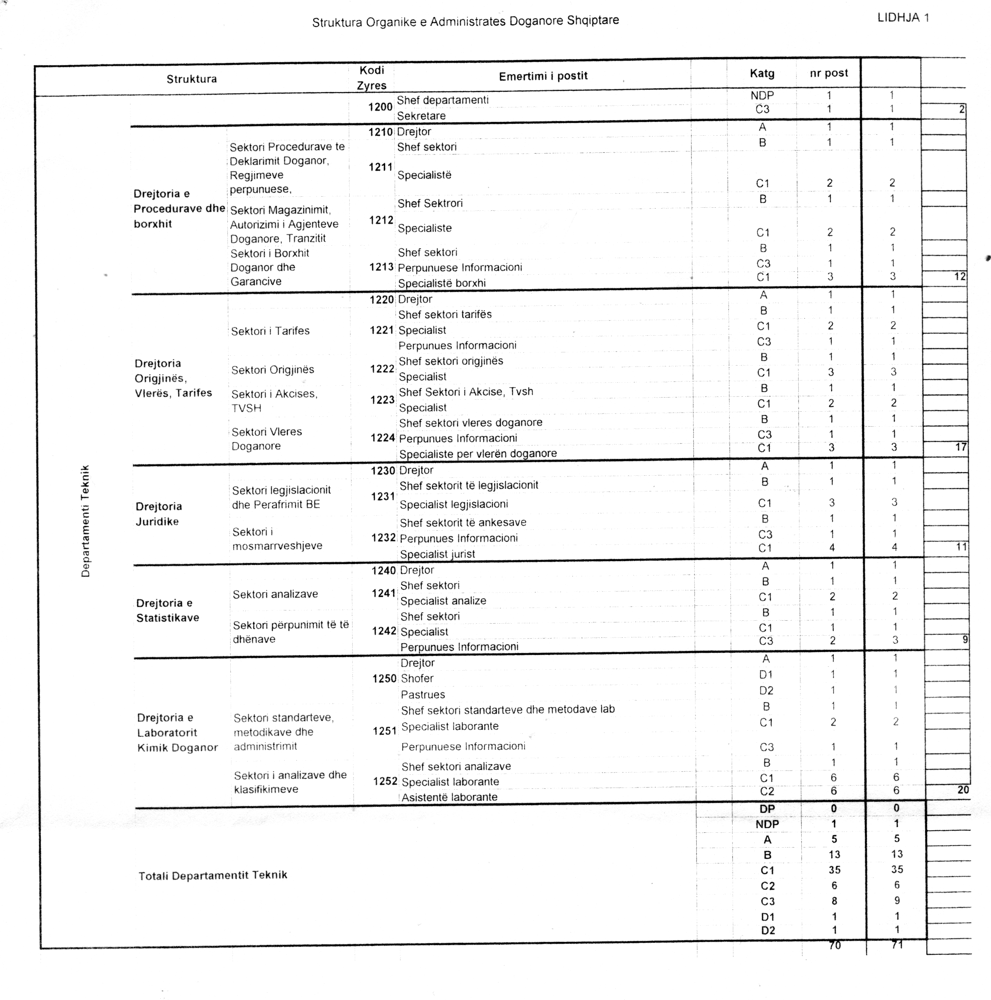 Struktura Organike e Administrates Doganore Shqiptare
LIDHJA 1
Struktura Kodi Zyres Emertimi i postit Katg nr post
Departamenti Teknik
1200
Shef departamenti NDP 1 1
Sekretare C3 1 1 2
Drejtoria e Procedurave dhe borxhit
1210 Drejtor A 1 1
Sektori Procedurave te Deklarimit Doganor, Regjimeve perpunuese,
1211
Shef sektori B 1 1
Specialistë C1 2 2
Sektori Magazinimit, Autorizimi i Agjenteve Doganore, Tranzitit
1212
Shef Sektrori B 1 1
Specialiste C1 2 2
Sektori i Borxhit Doganor dhe Garancive
1213
Shef sektori B 1 1
Perpunuese Informacioni C3 1 1
Specialistë borxhi C1 3 3 12
Drejtoria Origjinës, Vlerës, Tarifes
1220 Drejtor A 1 1
Sektori i Tarifes
1221
Shef sektori tarifës B 1 1
Specialist C1 2 2
Perpunues Informacioni C3 1 1
Sektori Origjinës
1222
Shef sektori origjinës B 1 1
Specialist C1 3 3
Sektori i Akcises, TVSH
1223
Shef Sektori i Akcise, Tvsh B 1 1
Specialist C1 2 2
Sektori Vleres Doganore
1224
Shef sektori vleres doganore B 1 1
Perpunues Informacioni C3 1 1
Specialiste per vlerën doganore C1 3 3 17
Drejtoria Juridike
1230 Drejtor A 1 1
Sektori legjislacionit dhe Perafrimit BE
1231
Shef sektorit të legjislacionit B 1 1
Specialist legjislacioni C1 3 3
Sektori i mosmarrveshjeve
1232
Shef sektorit të ankesave B 1 1
Perpunues Informacioni C3 1 1
Specialist jurist C1 4 4 11
Drejtoria e Statistikave
1240 Drejtor A 1 1
Sektori analizave
1241
Shef sektori B 1 1
Specialist analize C1 2 2
Sektori përpunimit të të dhënave
1242
Shef sektori B 1 1
Specialist C1 1 1
Perpunues Informacioni C3 2 3 9
Drejtoria e Laboratorit Kimik Doganor
1250
Drejtor A 1 1
Shofer D1 1 1
Pastrues D2 1 1
Sektori standarteve, metodikave dhe administrimit
1251
Shef sektori standarteve dhe metodave lab B 1 1
Specialist laborante C1 2 2
Perpunuese Informacioni C3 1 1
Sektori i analizave dhe klasifikimeve
1252
Shef sektori analizave B 1 1
Specialist laborante C1 6 6
Asistentë laborante C2 6 6 20
Totali Departamentit Teknik
DP 0 0
NDP 1 1
A 5 5
B 13 13
C1 35 35
C2 6 6
C3 8 9
D1 1 1
D2 1 1
70 71